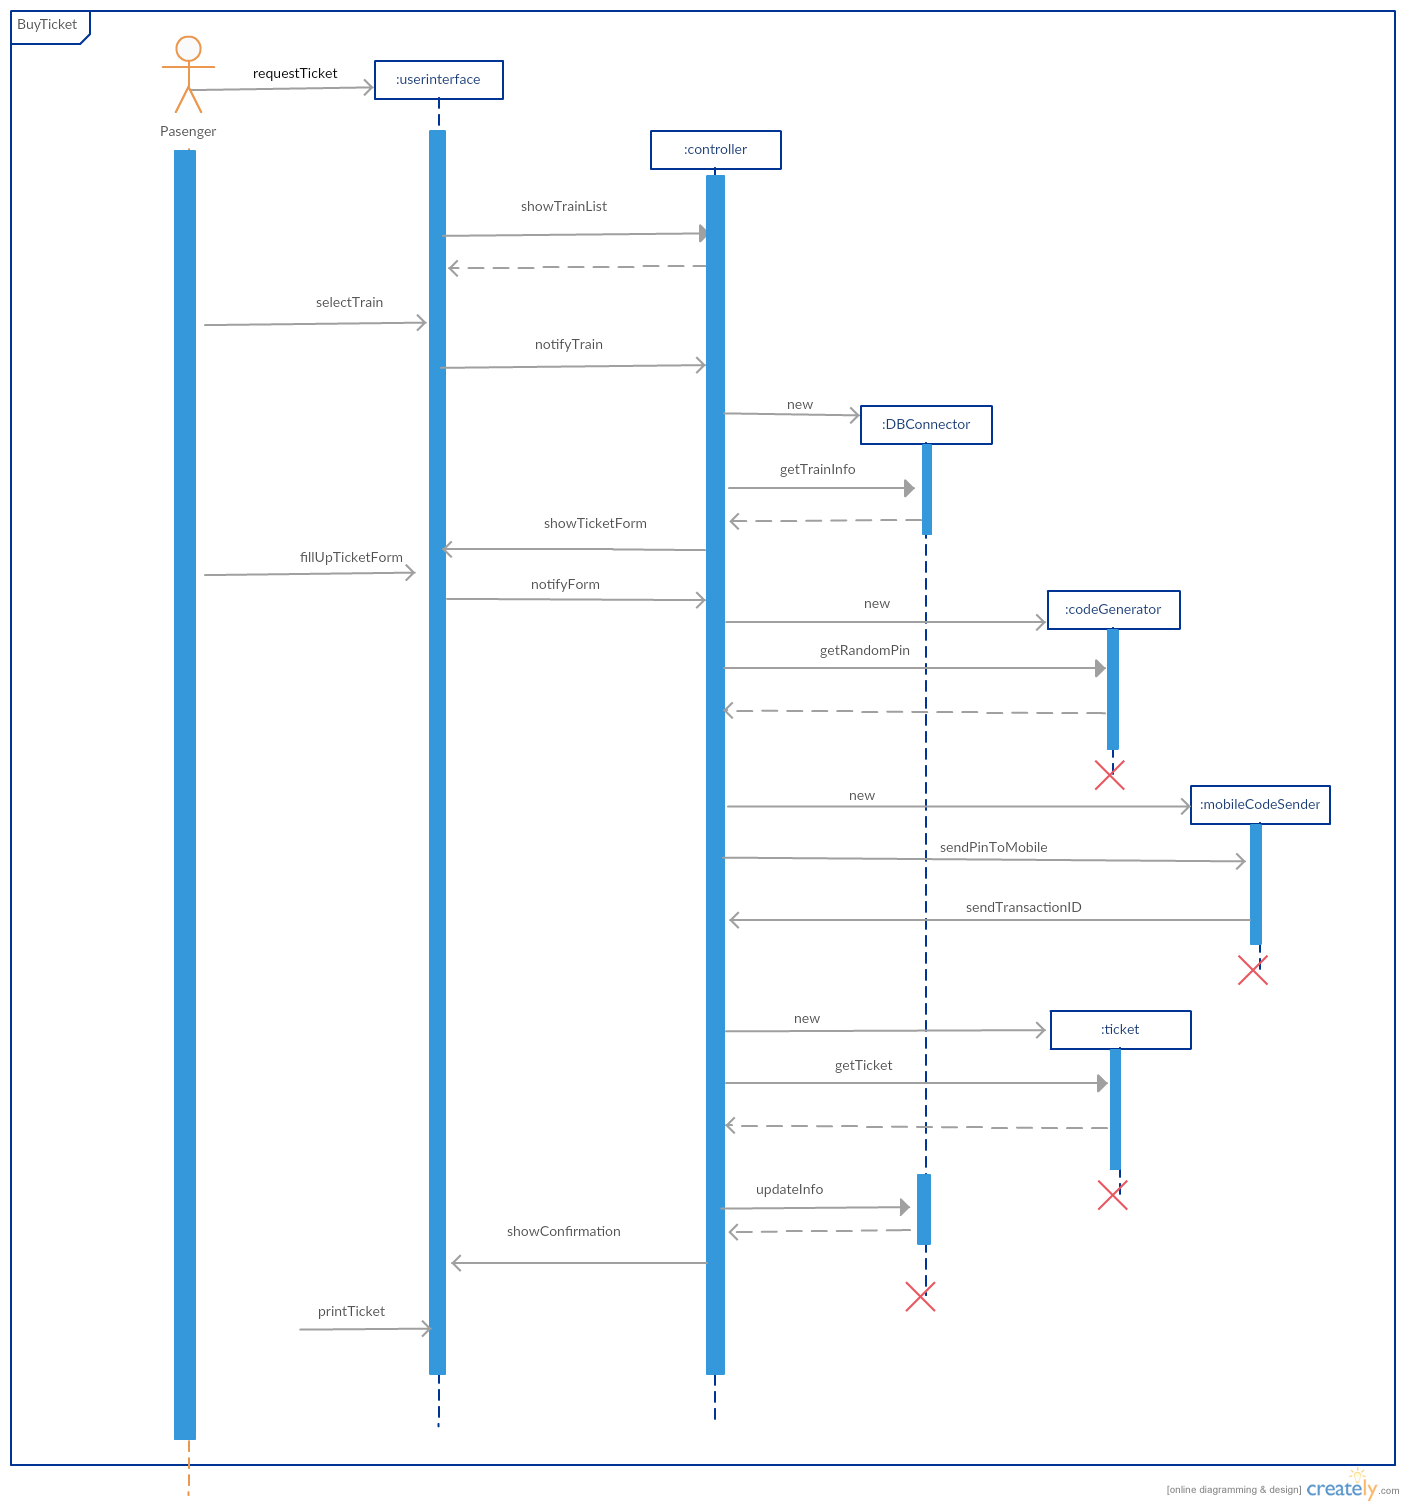 BuyTicket
requestTicket
:userinterface
Pasenger
:controller
showTrainList
selectTrain
notifyTrain
new
:DBConnector
getTrainInfo
showTicketForm
fillUpTicketForm
notifyForm
new
:codeGenerator
getRandomPin
new
:mobileCodeSender
sendPinToMobile
sendTransactionID
new
:ticket
getTicket
updateInfo
showConfirmation
printTicket
[online diagramming & design] creately.com